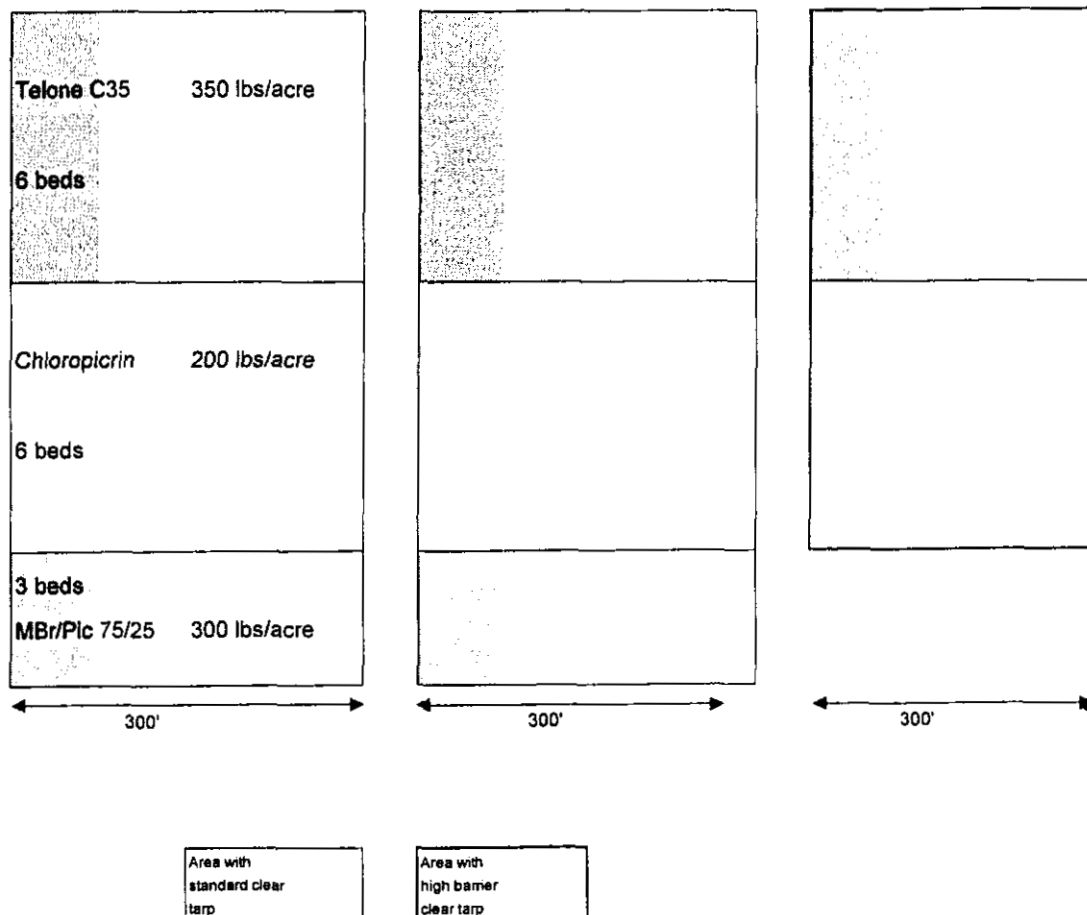 Telone C35 350 lbs/acre
6 beds
Chloropicrin 200 lbs/acre
6 beds
3 beds
MBr/Pic 75/25 300 lbs/acre
300'
300'
300'
Area with
standard clear
tarp
Area with
high barrier
clear tarp